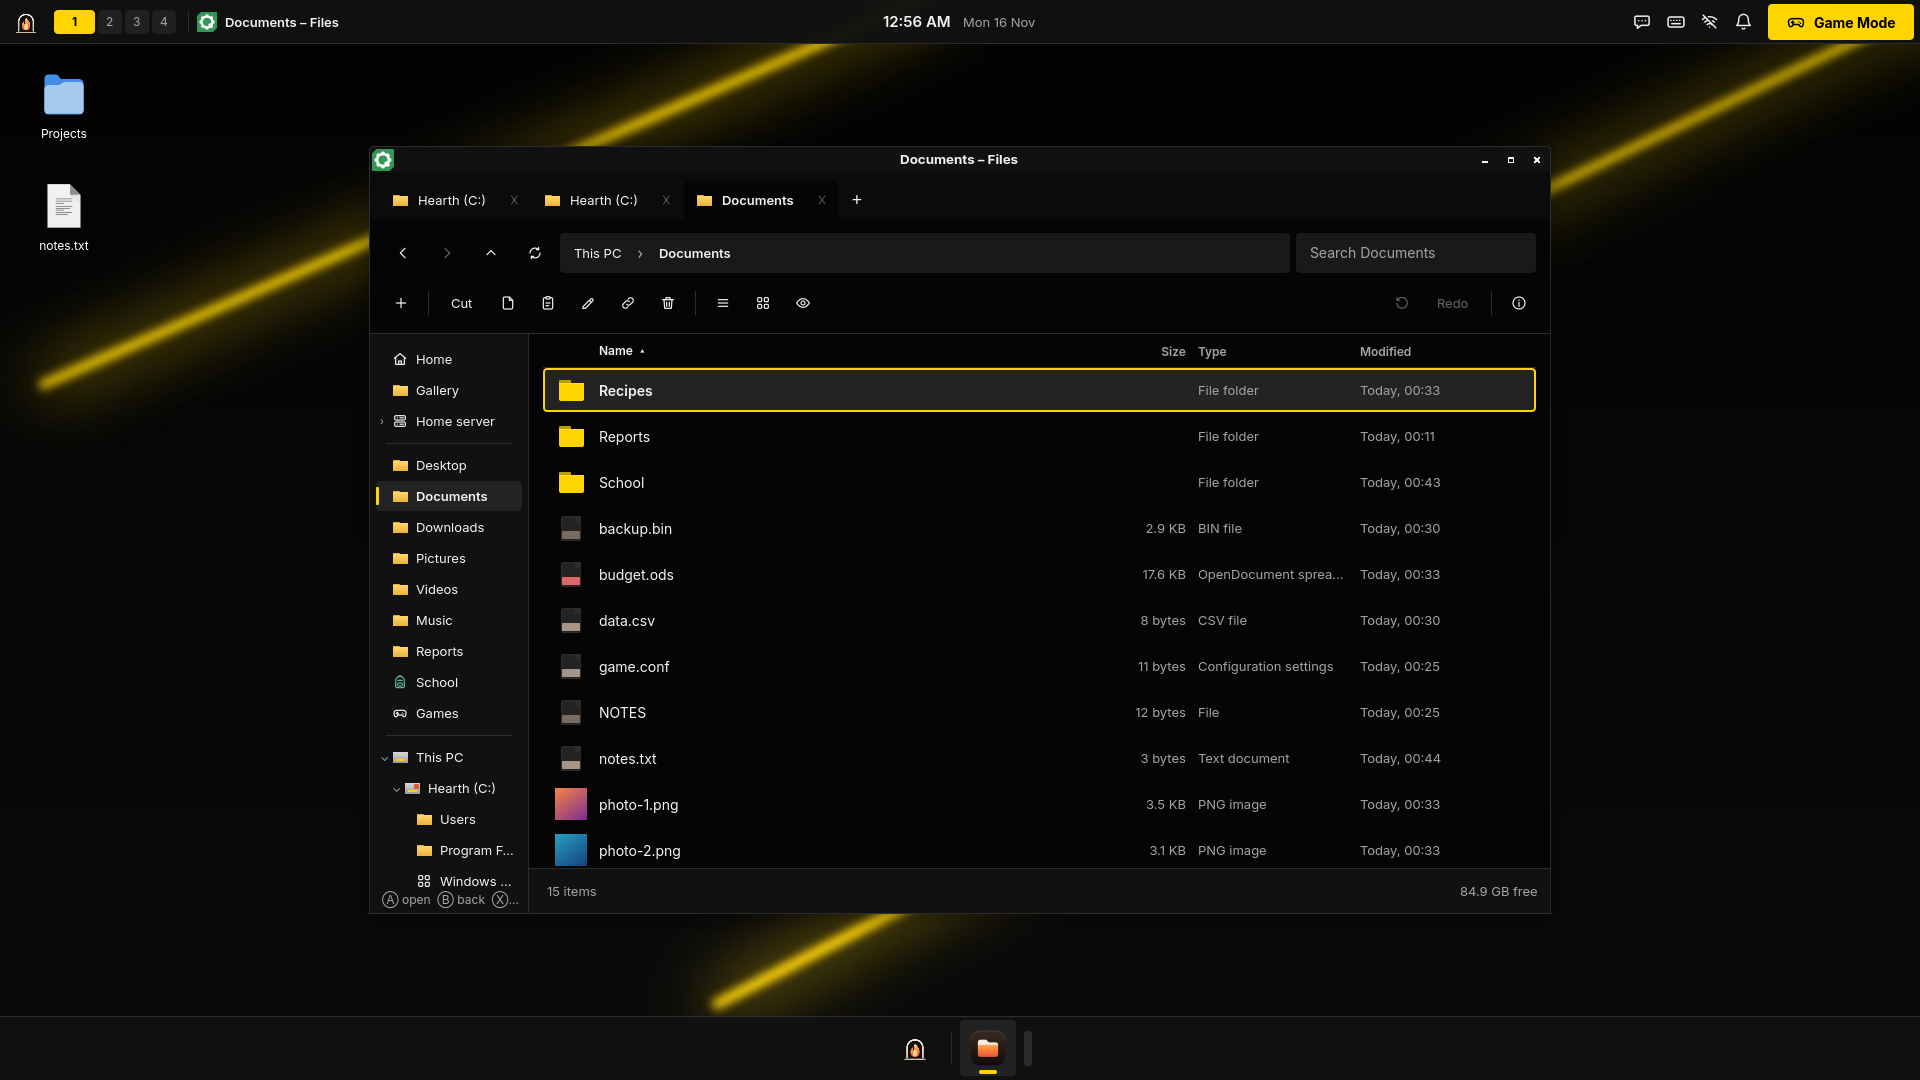 1 2 3 4 Documents – Files 12:56 AM Mon 16 Nov Game Mode
Projects
notes.txt
Documents – Files
Hearth (C:) X Hearth (C:) X Documents X +
This PC › Documents Search Documents
Cut Redo
Home
Gallery
Home server
Desktop
Documents
Downloads
Pictures
Videos
Music
Reports
School
Games
This PC
Hearth (C:)
Users
Program F...
Windows ...
A open B back X...
Name Size Type Modified
Recipes File folder Today, 00:33
Reports File folder Today, 00:11
School File folder Today, 00:43
backup.bin 2.9 KB BIN file Today, 00:30
budget.ods 17.6 KB OpenDocument sprea... Today, 00:33
data.csv 8 bytes CSV file Today, 00:30
game.conf 11 bytes Configuration settings Today, 00:25
NOTES 12 bytes File Today, 00:25
notes.txt 3 bytes Text document Today, 00:44
photo-1.png 3.5 KB PNG image Today, 00:33
photo-2.png 3.1 KB PNG image Today, 00:33
15 items 84.9 GB free